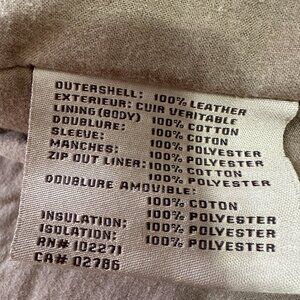 OUTERSHELL: 100% LEATHER
EXTERIEUR: CUIR VERITABLE
LINING(BODY) 100% COTTON
DOUBLURE: 100% COTTON
SLEEVE: 100% POLYESTER
MANCHES: 100% POLYESTER
ZIP OUT LINER: 100% COTTON
100% POLYESTER
DOUBLURE AMOUIBLE:
100% COTON
100% POLYESTER
INSULATION: 100% POLYESTER
ISOLATION: 100% POLYESTER
RN# 102271
CA# 02786